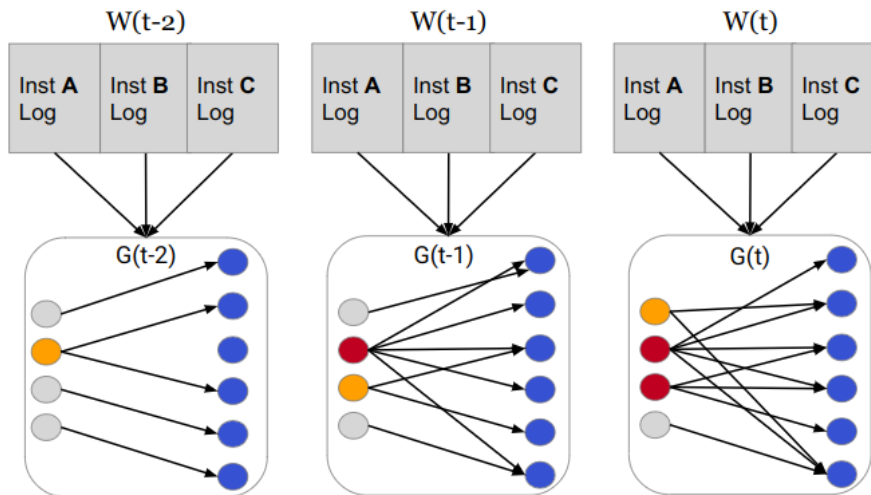 W(t-2)
W(t-1)
W(t)
Inst A
Log
Inst B
Log
Inst C
Log
Inst A
Log
Inst B
Log
Inst C
Log
Inst A
Log
Inst B
Log
Inst C
Log
G(t-2)
G(t-1)
G(t)